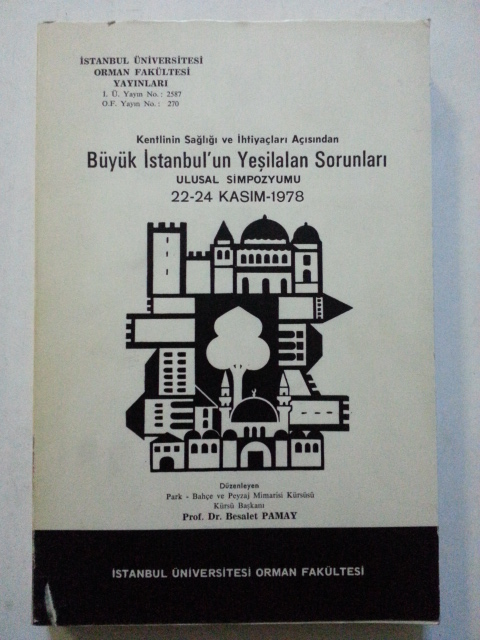 İSTANBUL ÜNİVERSİTESİ
ORMAN FAKÜLTESİ
YAYINLARI
İ. Ü. Yayın No. : 2587
O.F. Yayın No. : 270
Kentlinin Sağlığı ve İhtiyaçları Açısından
Büyük İstanbul'un Yeşilalan Sorunları
ULUSAL SİMPOZYUMU
22-24 KASIM-1978
Düzenleyen
Park - Bahçe ve Peyzaj Mimarisi Kürsüsü
Kürsü Başkanı
Prof. Dr. Besalet PAMAY
İSTANBUL ÜNİVERSİTESİ ORMAN FAKÜLTESİ